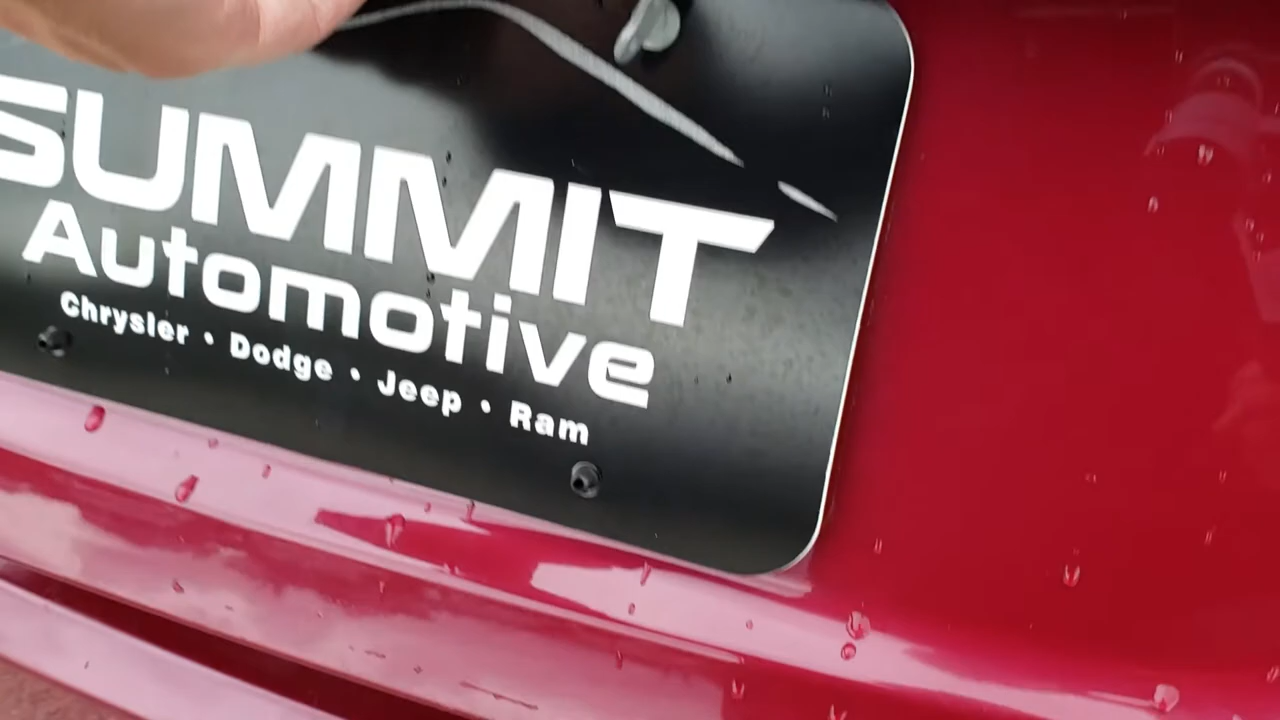 SUMMIT
Automotive
Chrysler • Dodge • Jeep • Ram